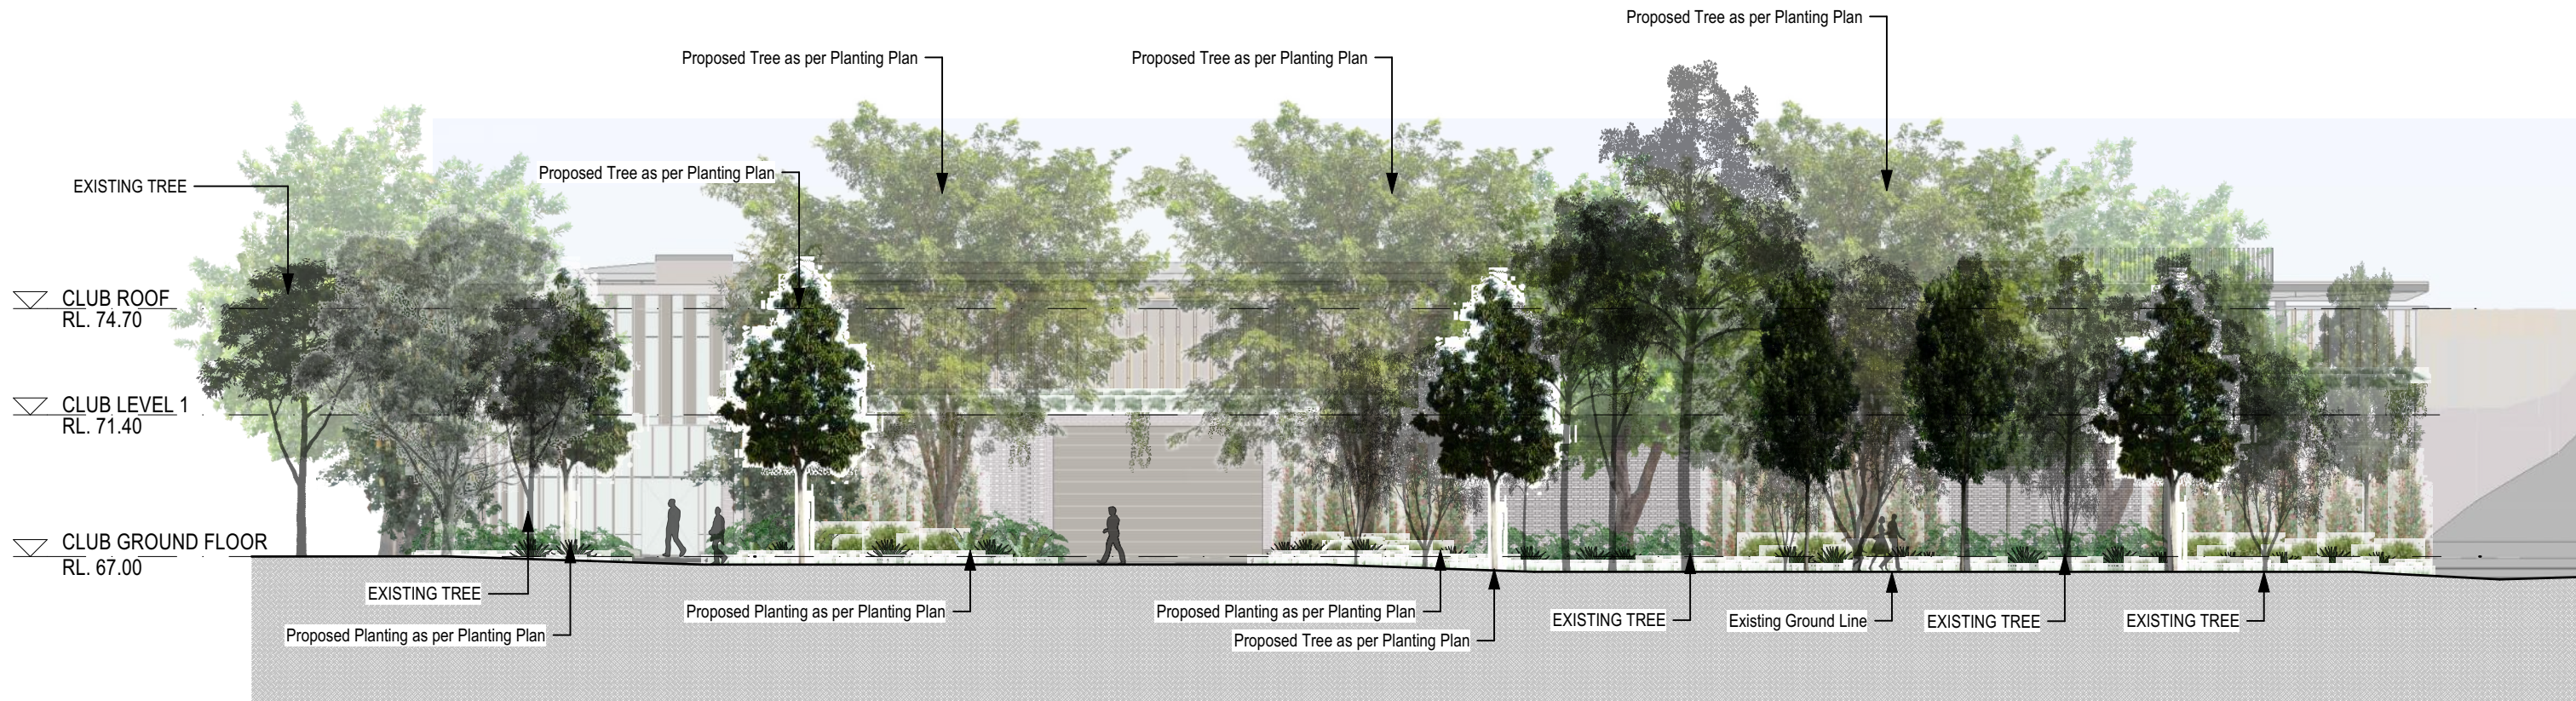 Proposed Tree as per Planting Plan
Proposed Tree as per Planting Plan
Proposed Tree as per Planting Plan
Proposed Tree as per Planting Plan
EXISTING TREE
CLUB ROOF
RL. 74.70
CLUB LEVEL 1
RL. 71.40
CLUB GROUND FLOOR
RL. 67.00
EXISTING TREE
Proposed Planting as per Planting Plan
Proposed Planting as per Planting Plan
Proposed Planting as per Planting Plan
Proposed Tree as per Planting Plan
EXISTING TREE
Existing Ground Line
EXISTING TREE
EXISTING TREE